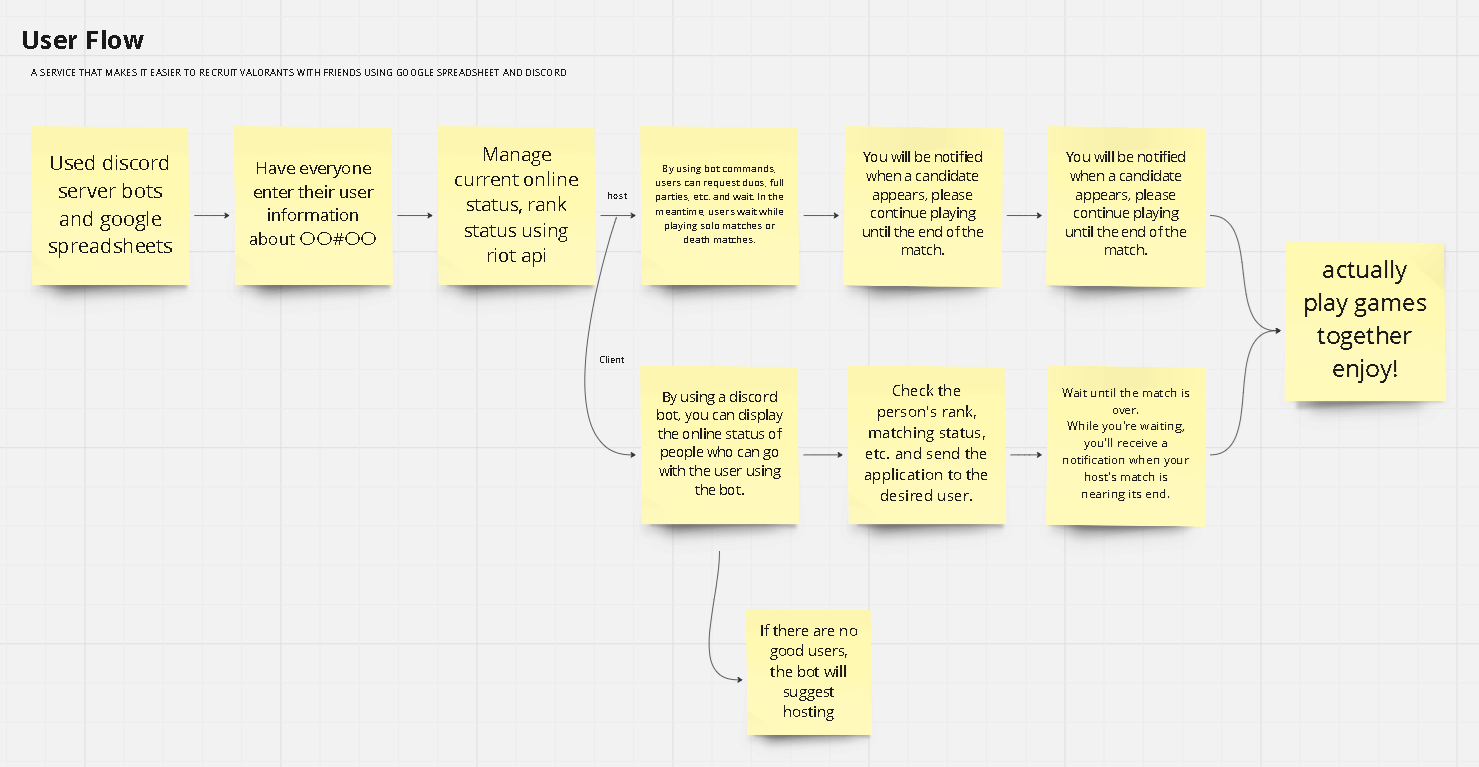 User Flow
A SERVICE THAT MAKES IT EASIER TO RECRUIT VALORANTS WITH FRIENDS USING GOOGLE SPREADSHEET AND DISCORD
Used discord
server bots
and google
spreadsheets
Have everyone
enter their user
information
about 〇〇#〇〇
Manage
current online
status, rank
status using
riot api
host
By using bot commands,
users can request duos, full
parties, etc. and wait. In the
meantime, users wait while
playing solo matches or
death matches.
You will be notified
when a candidate
appears, please
continue playing
until the end of the
match.
You will be notified
when a candidate
appears, please
continue playing
until the end of the
match.
actually
play games
together
enjoy!
Client
By using a discord
bot, you can display
the online status of
people who can go
with the user using
the bot.
Check the
person's rank,
matching status,
etc. and send the
application to the
desired user.
Wait until the match is
over.
While you're waiting,
you'll receive a
notification when your
host's match is
nearing its end.
If there are no
good users,
the bot will
suggest
hosting